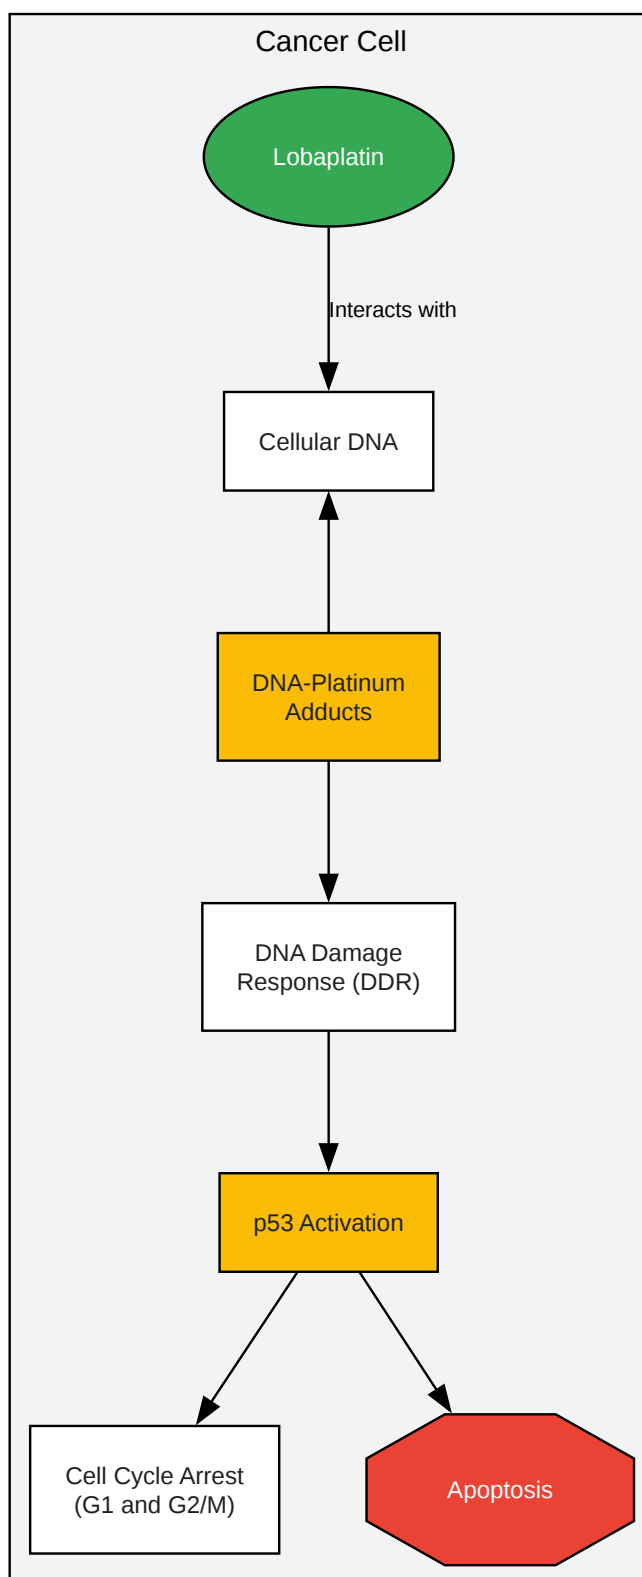 Cancer Cell
Lobaplatin
Interacts with
Cellular DNA
DNA-Platinum
Adducts
DNA Damage
Response (DDR)
p53 Activation
Cell Cycle Arrest
(G1 and G2/M)
Apoptosis